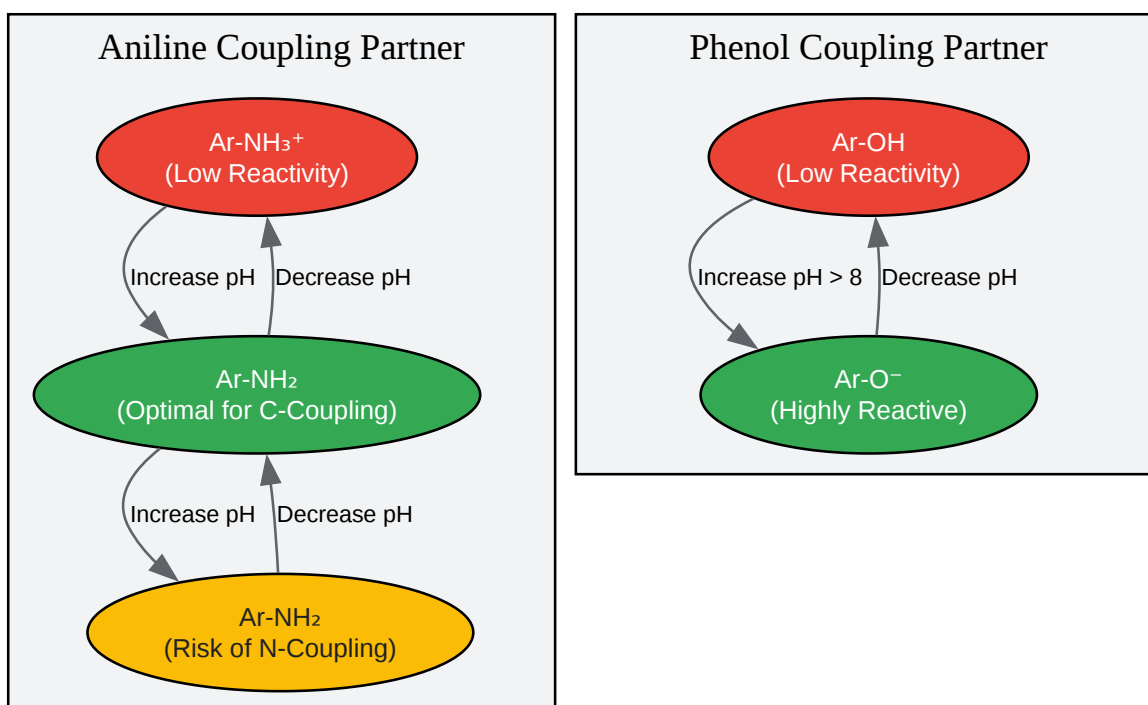 Aniline Coupling Partner
Ar-NH₃⁺
(Low Reactivity)
Increase pH
Decrease pH
Ar-NH₂
(Optimal for C-Coupling)
Increase pH
Decrease pH
Ar-NH₂
(Risk of N-Coupling)
Phenol Coupling Partner
Ar-OH
(Low Reactivity)
Increase pH > 8
Decrease pH
Ar-O⁻
(Highly Reactive)